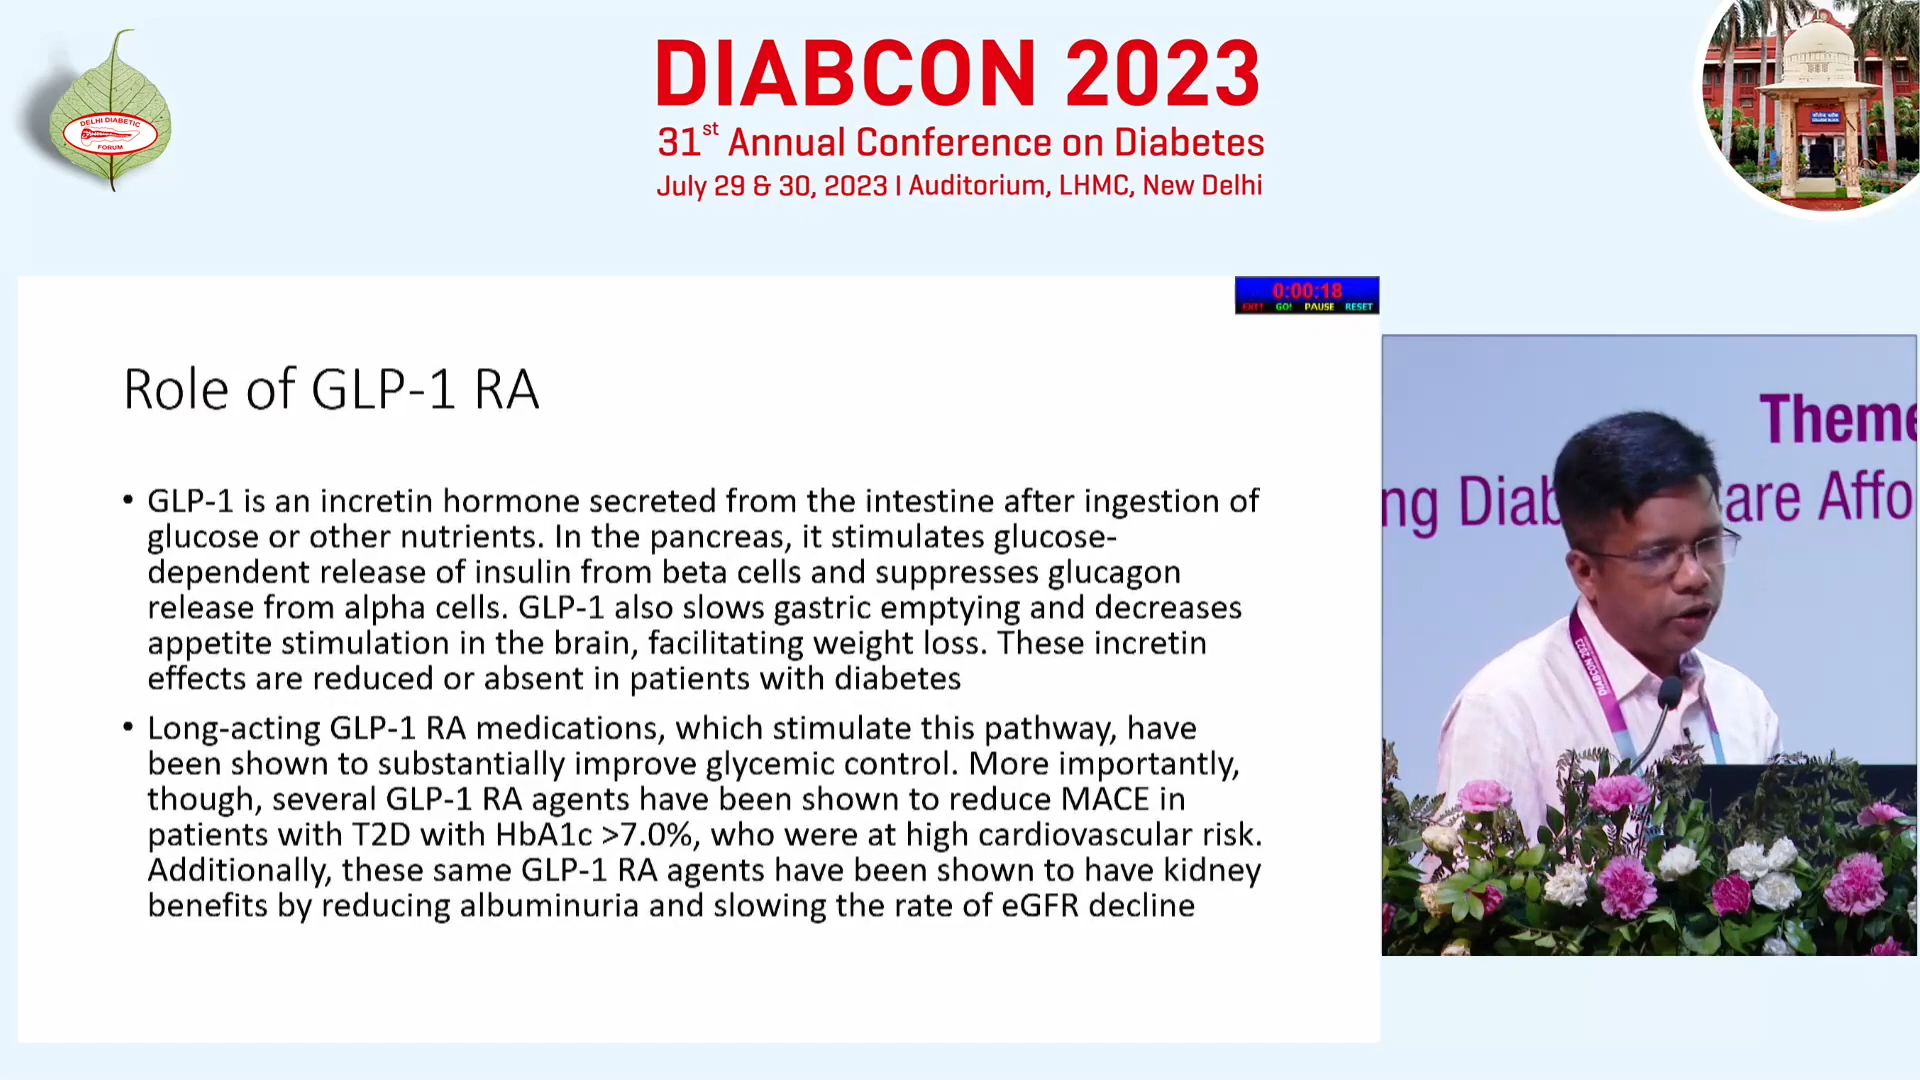 DELHI DIABETIC
FORUM
DIABCON 2023
31st Annual Conference on Diabetes
July 29 & 30, 2023 | Auditorium, LHMC, New Delhi
0:00:18
EXIT GO! PAUSE RESET
Role of GLP-1 RA
• GLP-1 is an incretin hormone secreted from the intestine after ingestion of
glucose or other nutrients. In the pancreas, it stimulates glucose-
dependent release of insulin from beta cells and suppresses glucagon
release from alpha cells. GLP-1 also slows gastric emptying and decreases
appetite stimulation in the brain, facilitating weight loss. These incretin
effects are reduced or absent in patients with diabetes
• Long-acting GLP-1 RA medications, which stimulate this pathway, have
been shown to substantially improve glycemic control. More importantly,
though, several GLP-1 RA agents have been shown to reduce MACE in
patients with T2D with HbA1c >7.0%, who were at high cardiovascular risk.
Additionally, these same GLP-1 RA agents have been shown to have kidney
benefits by reducing albuminuria and slowing the rate of eGFR decline
Theme
ng Diab are Affo
DIABCON 2023